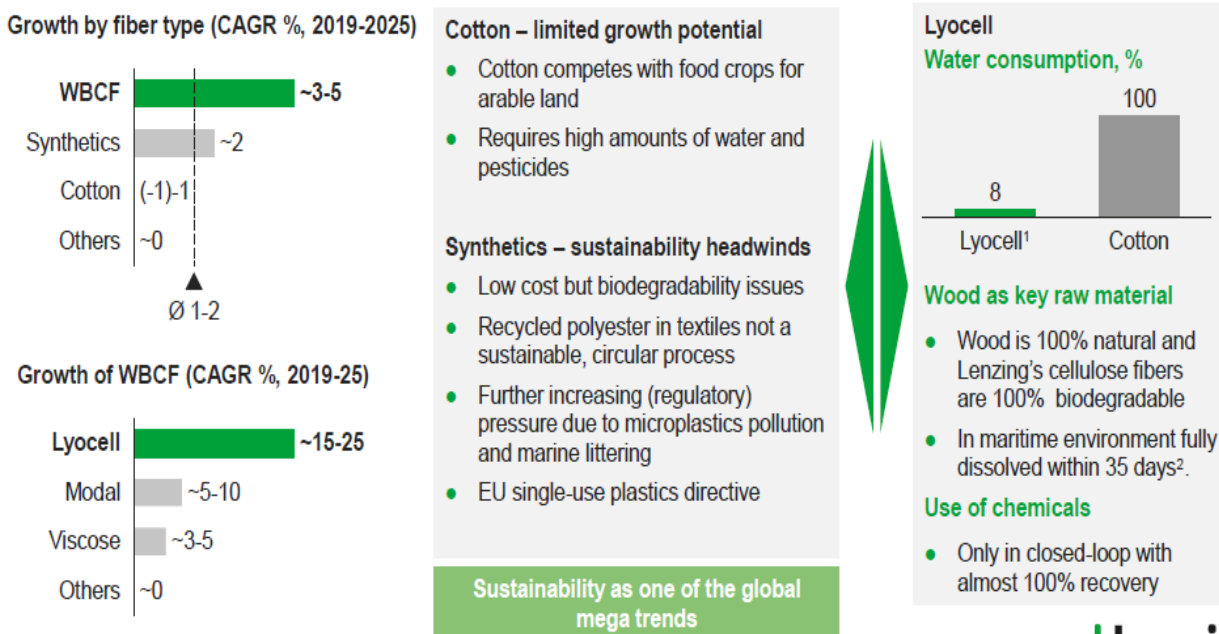 Growth by fiber type (CAGR %, 2019-2025)
WBCF ~3-5
Synthetics ~2
Cotton (-1)-1
Others ~0
Ø 1-2
Growth of WBCF (CAGR %, 2019-25)
Lyocell ~15-25
Modal ~5-10
Viscose ~3-5
Others ~0
Cotton – limited growth potential
• Cotton competes with food crops for
arable land
• Requires high amounts of water and
pesticides
Synthetics – sustainability headwinds
• Low cost but biodegradability issues
• Recycled polyester in textiles not a
sustainable, circular process
• Further increasing (regulatory)
pressure due to microplastics pollution
and marine littering
• EU single-use plastics directive
Sustainability as one of the global
mega trends
Lyocell
Water consumption, %
100
8
Lyocell¹ Cotton
Wood as key raw material
• Wood is 100% natural and
Lenzing’s cellulose fibers
are 100% biodegradable
• In maritime environment fully
dissolved within 35 days².
Use of chemicals
• Only in closed-loop with
almost 100% recovery